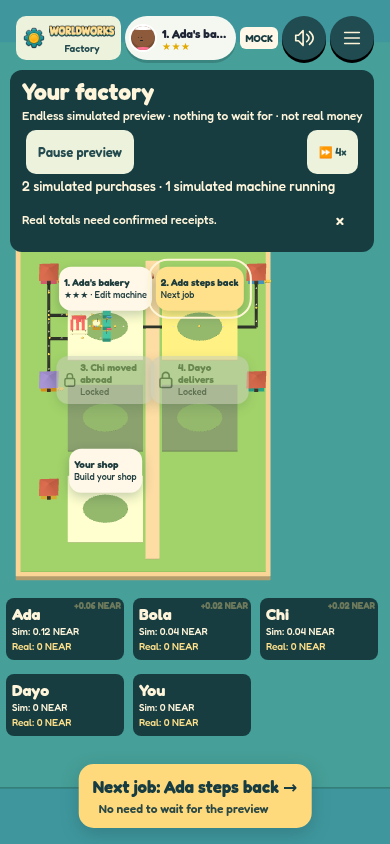 WORLDWORKS
Factory
1. Ada's ba...
★★★
MOCK
Your factory
Endless simulated preview · nothing to wait for · not real money
Pause preview
⏩ 4x
2 simulated purchases · 1 simulated machine running
Real totals need confirmed receipts.
×
1. Ada's bakery
★★★ · Edit machine
2. Ada steps back
Next job
3. Chi moved
abroad
Locked
4. Dayo
delivers
Locked
Your shop
Build your shop
+0.06 NEAR
Ada
Sim: 0.12 NEAR
Real: 0 NEAR
+0.02 NEAR
Bola
Sim: 0.04 NEAR
Real: 0 NEAR
+0.02 NEAR
Chi
Sim: 0.04 NEAR
Real: 0 NEAR
Dayo
Sim: 0 NEAR
Real: 0 NEAR
You
Sim: 0 NEAR
Real: 0 NEAR
Next job: Ada steps back →
No need to wait for the preview